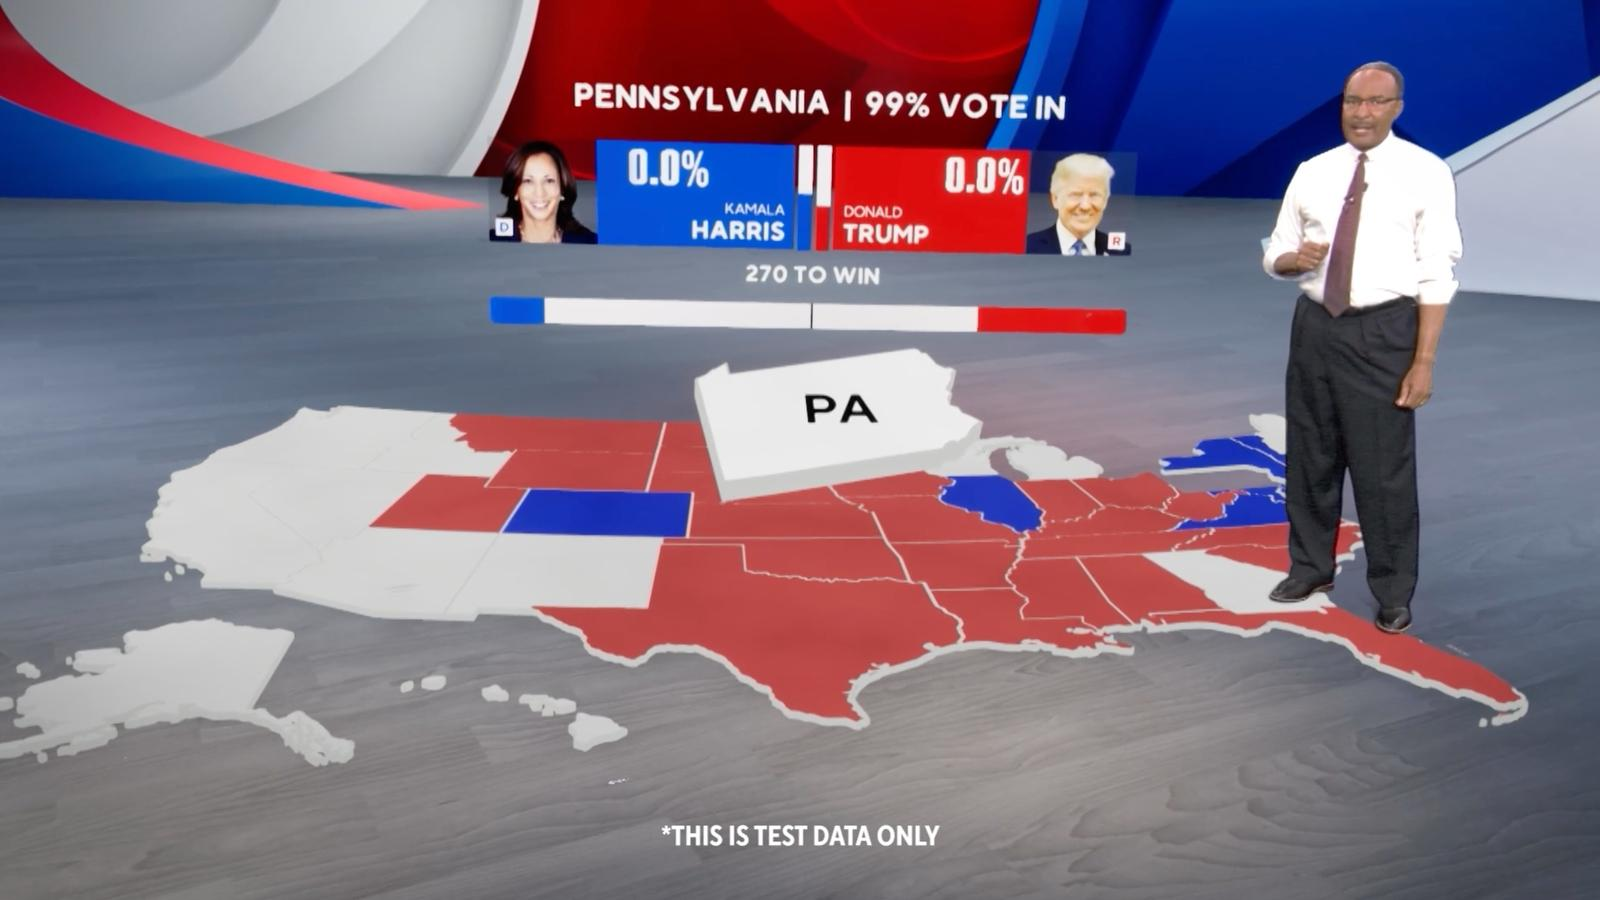 PENNSYLVANIA | 99% VOTE IN
0.0%
KAMALA
HARRIS
D
0.0%
DONALD
TRUMP
R
270 TO WIN
PA
*THIS IS TEST DATA ONLY